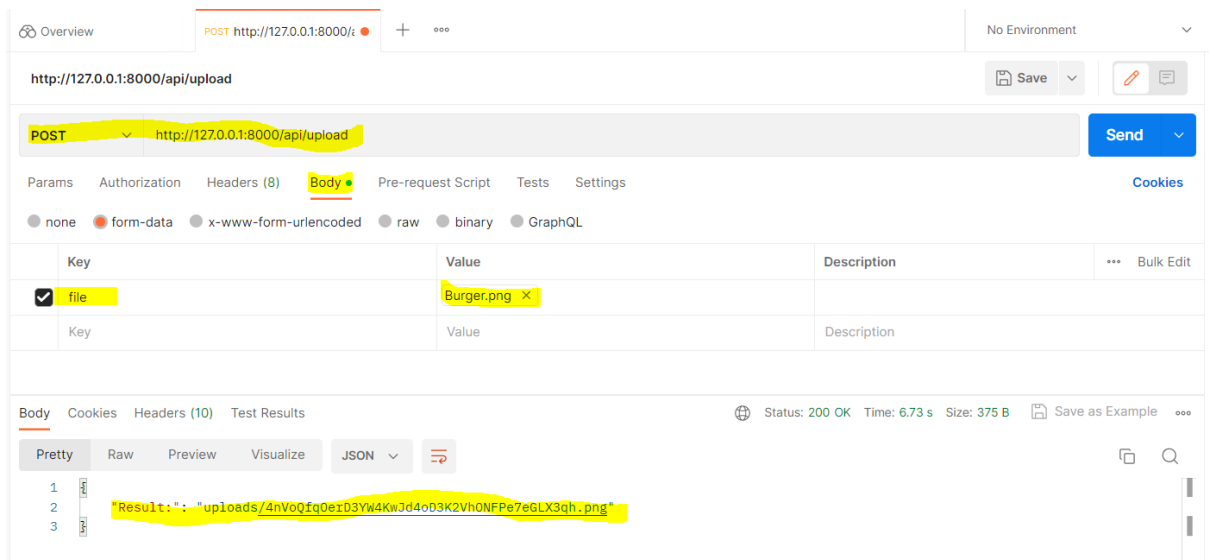 Overview
POST http://127.0.0.1:8000/a
No Environment
http://127.0.0.1:8000/api/upload
Save
POST http://127.0.0.1:8000/api/upload
Send
Params Authorization Headers (8) Body Pre-request Script Tests Settings Cookies
none form-data x-www-form-urlencoded raw binary GraphQL
Key Value Description ooo Bulk Edit
file Burger.png ×
Key Value Description
Body Cookies Headers (10) Test Results Status: 200 OK Time: 6.73 s Size: 375 B Save as Example ooo
Pretty Raw Preview Visualize JSON
1 {
2 "Result:": "uploads/4nVoQfqOerD3YW4KwJd4oD3K2VhONFPe7eGLX3qh.png"
3 }